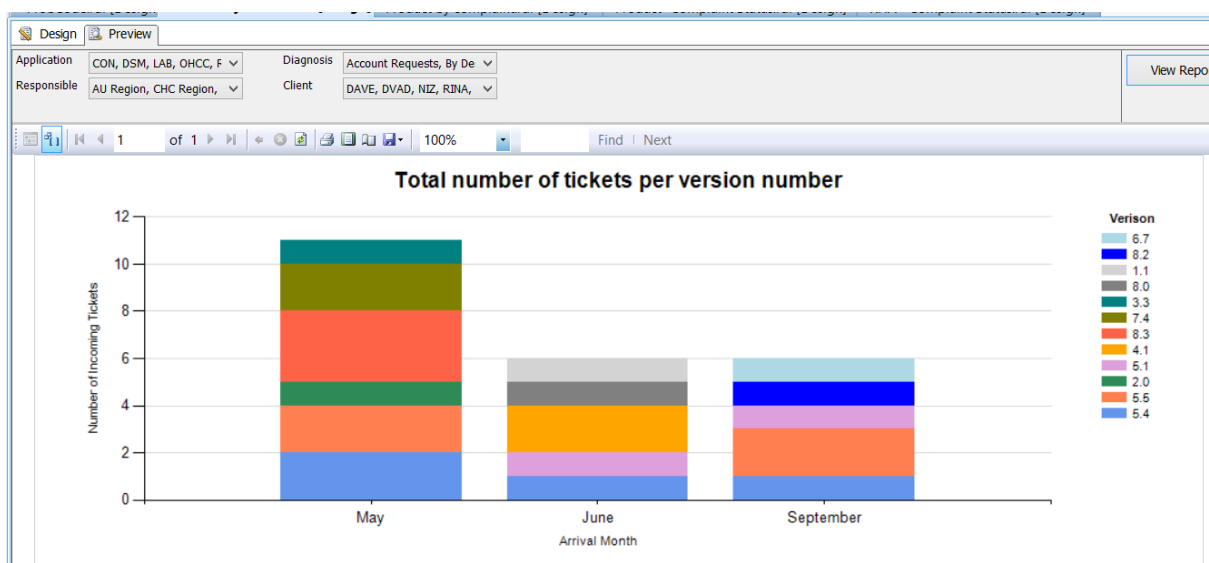 Design Preview
Application CON, DSM, LAB, OHCC, F Diagnosis Account Requests, By De View Repo
Responsible AU Region, CHC Region, Client DAVE, DVAD, NIZ, RINA,
1 of 1 100% Find | Next
Total number of tickets per version number
Number of Incoming Tickets
12
10
8
6
4
2
0
May June September
Arrival Month
Verison
6.7
8.2
1.1
8.0
3.3
7.4
8.3
4.1
5.1
2.0
5.5
5.4